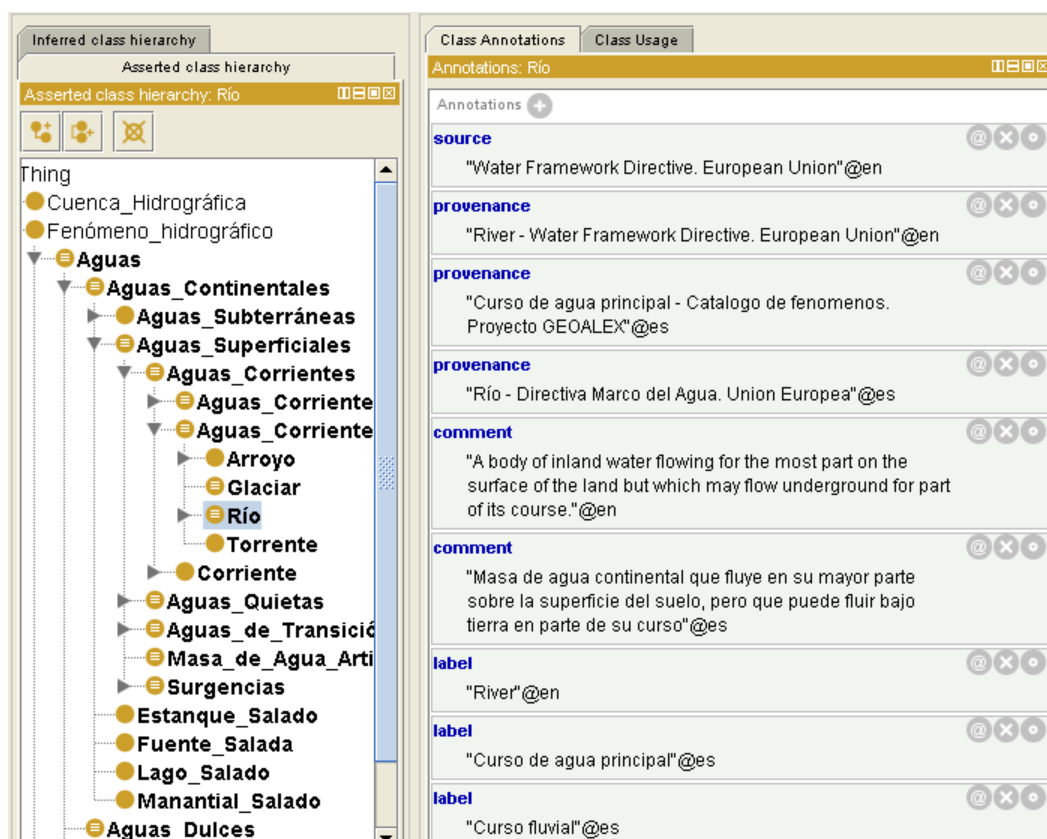 Inferred class hierarchy
Asserted class hierarchy
Asserted class hierarchy: Río
Thing
Cuenca_Hidrográfica
Fenómeno_hidrográfico
Aguas
Aguas_Continentales
Aguas_Subterráneas
Aguas_Superficiales
Aguas_Corrientes
Aguas_Corriente
Aguas_Corriente
Arroyo
Glaciar
Río
Torrente
Corriente
Aguas_Quietas
Aguas_de_Transició
Masa_de_Agua_Arti
Surgencias
Estanque_Salado
Fuente_Salada
Lago_Salado
Manantial_Salado
Aguas_Dulces
Class Annotations
Class Usage
Annotations: Río
Annotations
source
"Water Framework Directive. European Union"@en
provenance
"River - Water Framework Directive. European Union"@en
provenance
"Curso de agua principal - Catalogo de fenomenos.
Proyecto GEOALEX"@es
provenance
"Río - Directiva Marco del Agua. Union Europea"@es
comment
"A body of inland water flowing for the most part on the
surface of the land but which may flow underground for part
of its course."@en
comment
"Masa de agua continental que fluye en su mayor parte
sobre la superficie del suelo, pero que puede fluir bajo
tierra en parte de su curso"@es
label
"River"@en
label
"Curso de agua principal"@es
label
"Curso fluvial"@es